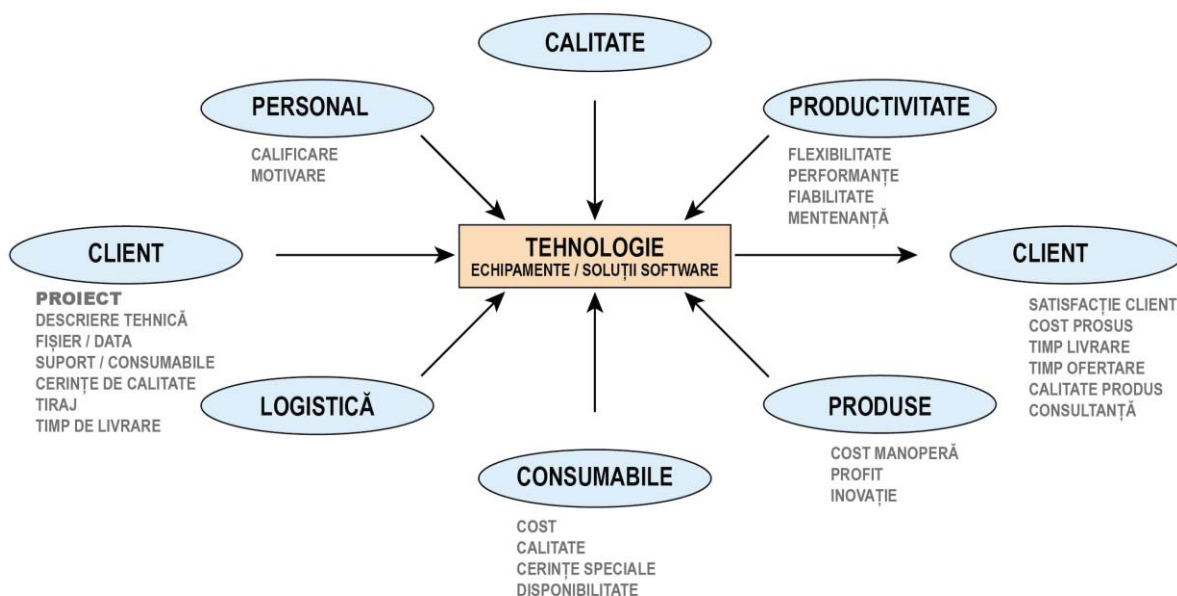 CALITATE
PERSONAL
CALIFICARE
MOTIVARE
PRODUCTIVITATE
FLEXIBILITATE
PERFORMANȚE
FIABILITATE
MENTENANȚĂ
CLIENT
PROIECT
DESCRIERE TEHNICĂ
FIȘIER / DATA
SUPORT / CONSUMABILE
CERINȚE DE CALITATE
TIRAJ
TIMP DE LIVRARE
TEHNOLOGIE
ECHIPAMENTE / SOLUȚII SOFTWARE
CLIENT
SATISFACȚIE CLIENT
COST PROSUS
TIMP LIVRARE
TIMP OFERTARE
CALITATE PRODUS
CONSULTANȚĂ
LOGISTICĂ
CONSUMABILE
COST
CALITATE
CERINȚE SPECIALE
DISPONIBILITATE
PRODUSE
COST MANOPERĂ
PROFIT
INOVAȚIE